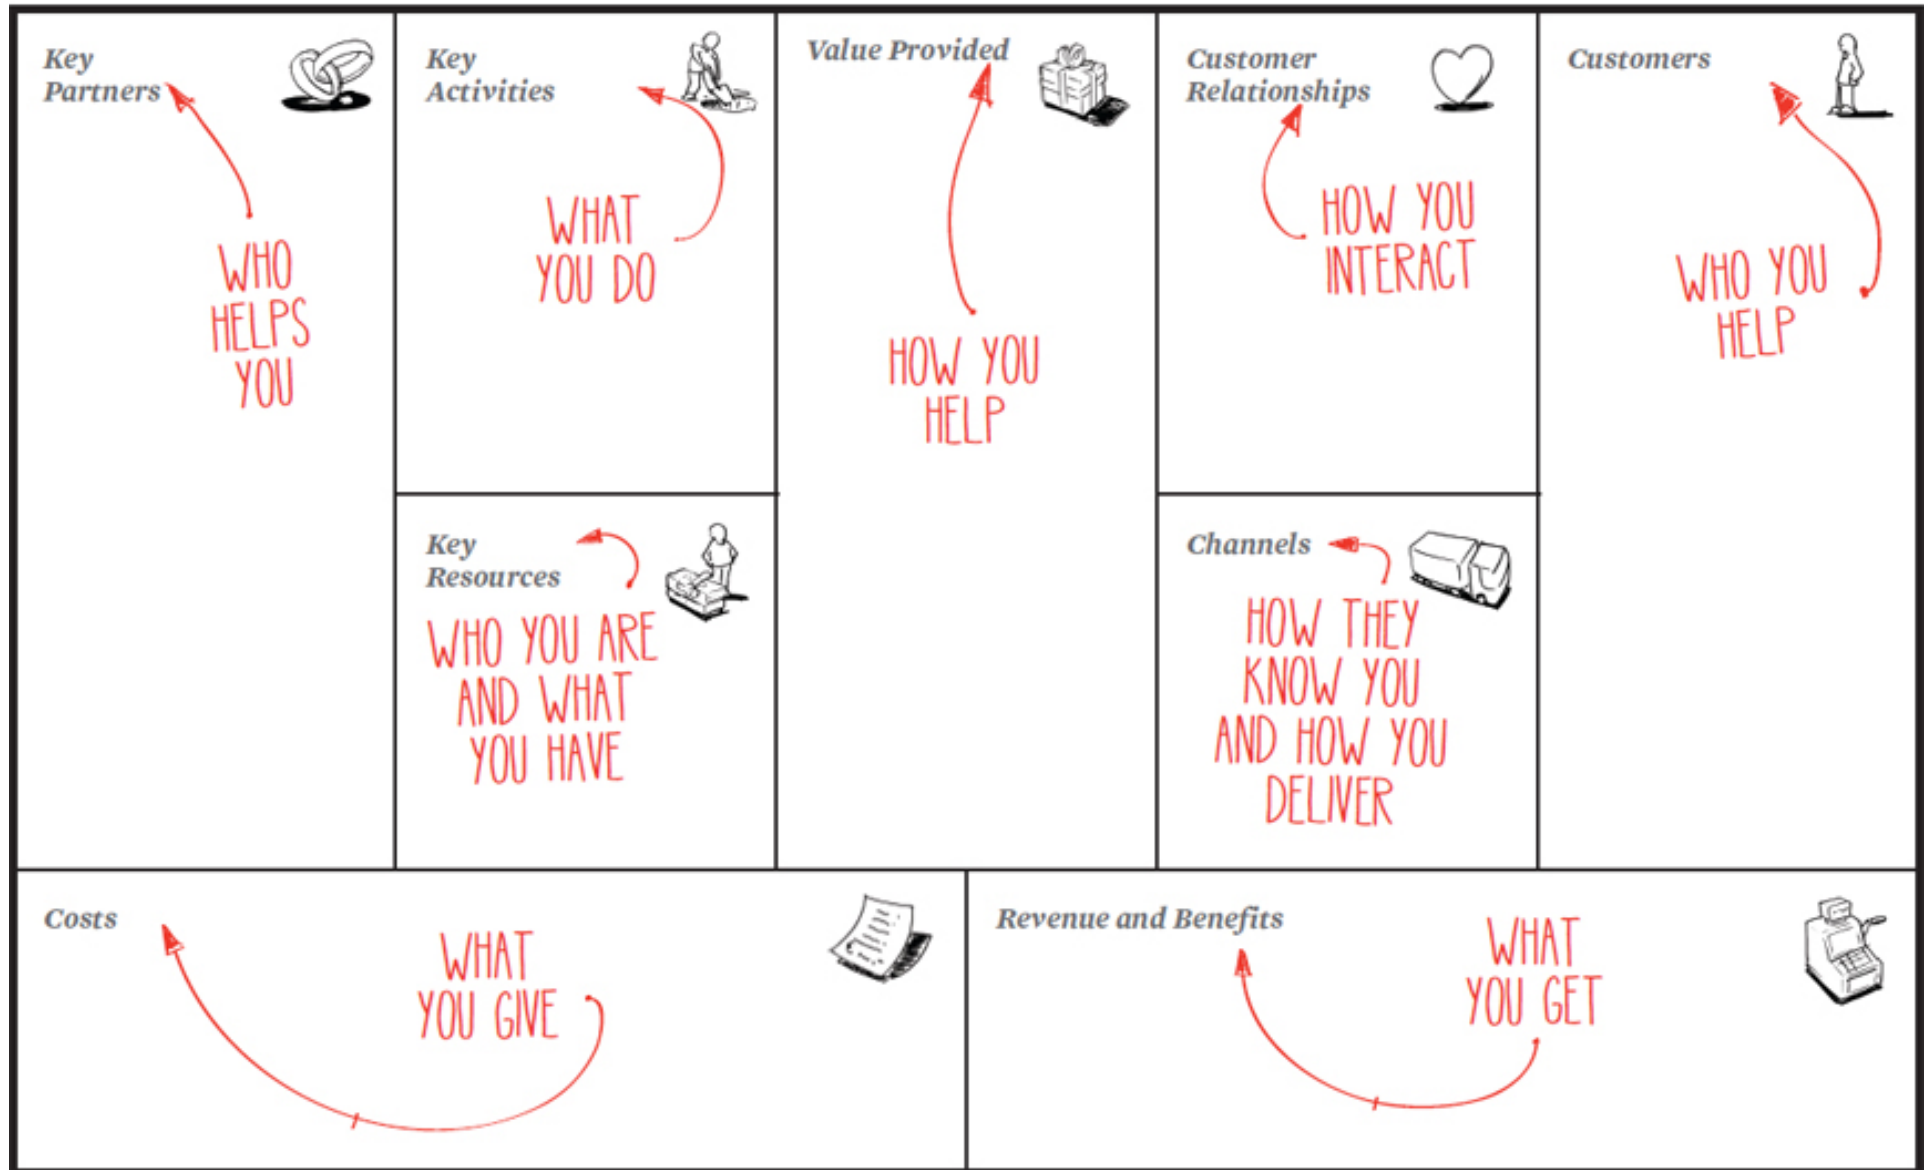 Key
Partners
WHO
HELPS
YOU
Key
Activities
WHAT
YOU DO
Key
Resources
WHO YOU ARE
AND WHAT
YOU HAVE
Value Provided
HOW YOU
HELP
Customer
Relationships
HOW YOU
INTERACT
Channels
HOW THEY
KNOW YOU
AND HOW YOU
DELIVER
Customers
WHO YOU
HELP
Costs
WHAT
YOU GIVE
Revenue and Benefits
WHAT
YOU GET